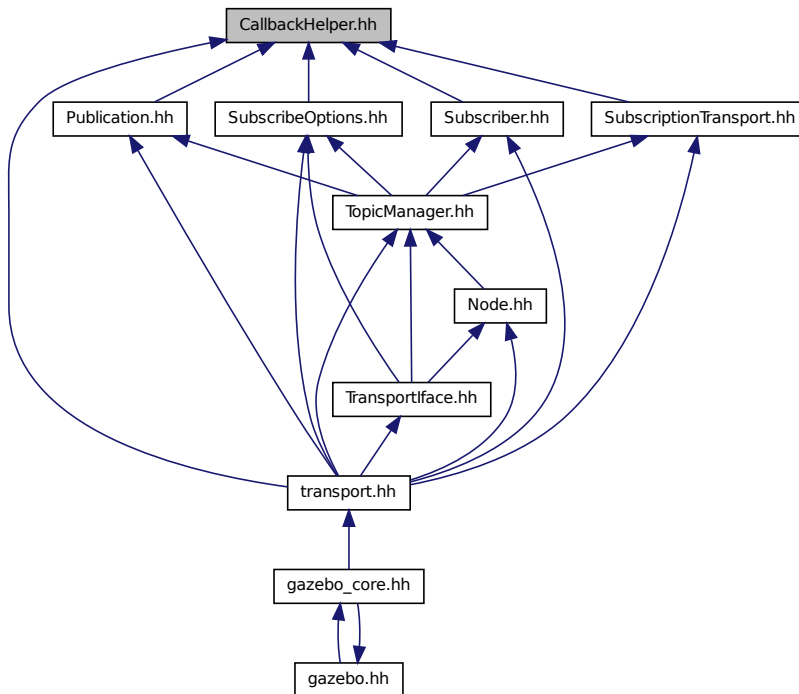 CallbackHelper.hh
Publication.hh
SubscribeOptions.hh
Subscriber.hh
SubscriptionTransport.hh
TopicManager.hh
Node.hh
TransportIface.hh
transport.hh
gazebo_core.hh
gazebo.hh